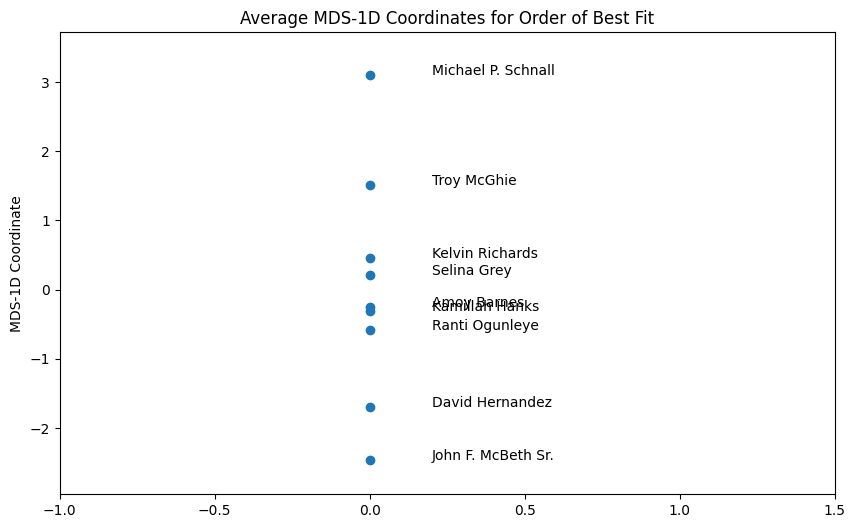 Average MDS-1D Coordinates for Order of Best Fit
MDS-1D Coordinate
3
2
1
0
−1
−2
Michael P. Schnall
Troy McGhie
Kelvin Richards
Selina Grey
Amoy Barnes
Kamillah Hanks
Ranti Ogunleye
David Hernandez
John F. McBeth Sr.
−1.0 −0.5 0.0 0.5 1.0 1.5